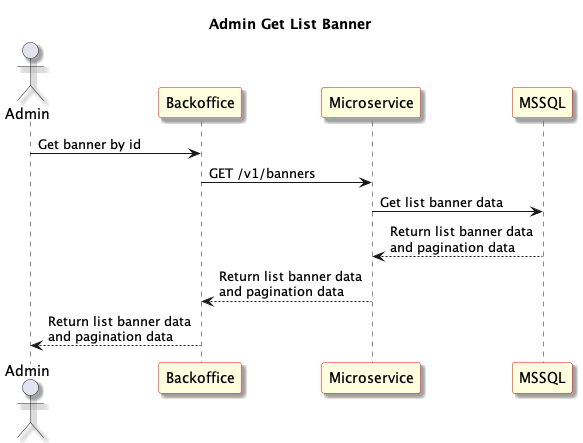 Admin Get List Banner
Admin
Backoffice
Microservice
MSSQL
Get banner by id
GET /v1/banners
Get list banner data
Return list banner data
and pagination data
Return list banner data
and pagination data
Return list banner data
and pagination data
Admin
Backoffice
Microservice
MSSQL